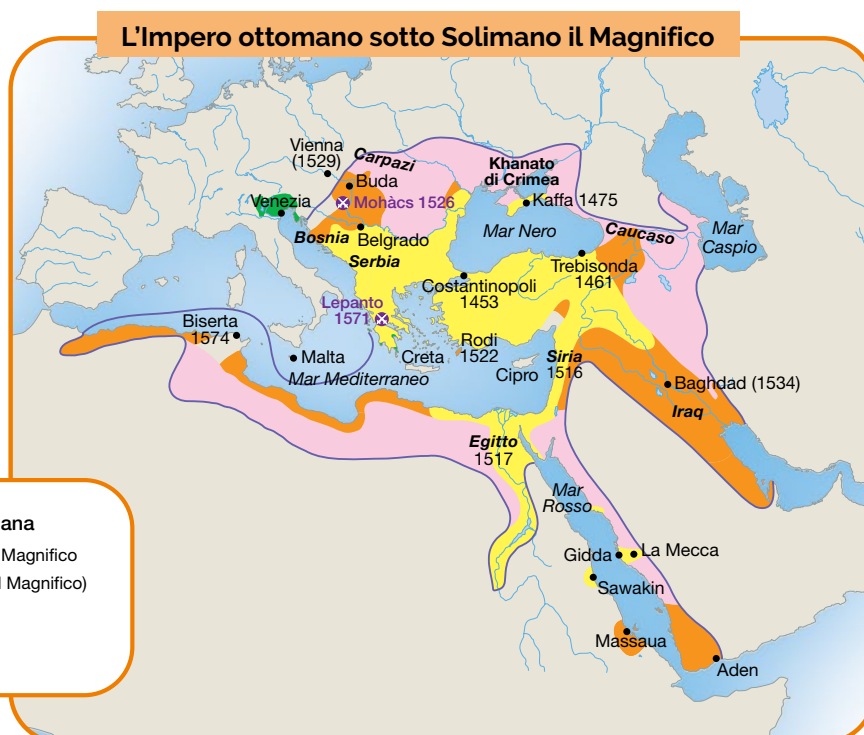 L'Impero ottomano sotto Solimano il Magnifico
Vienna
(1529)
Carpazi
Buda
Khanato
di Crimea
Kaffa 1475
Venezia
Mohàcs 1526
Bosnia
Belgrado
Mar Nero
Caucaso
Mar
Caspio
Serbia
Costantinopoli
1453
Trebisonda
1461
Lepanto
1571
Biserta
1574
Malta
Mar Mediterraneo
Creta
Rodi
1522
Cipro
Siria
1516
Baghdad (1534)
Iraq
Egitto
1517
Mar
Rosso
ana
Magnifico
l Magnifico)
Gidda
La Mecca
Sawakin
Massaua
Aden